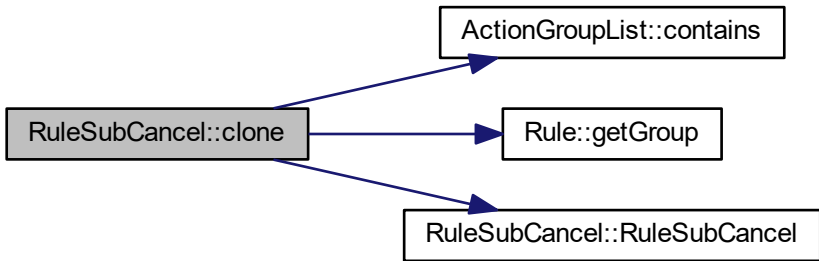 ActionGroupList::contains
RuleSubCancel::clone
Rule::getGroup
RuleSubCancel::RuleSubCancel